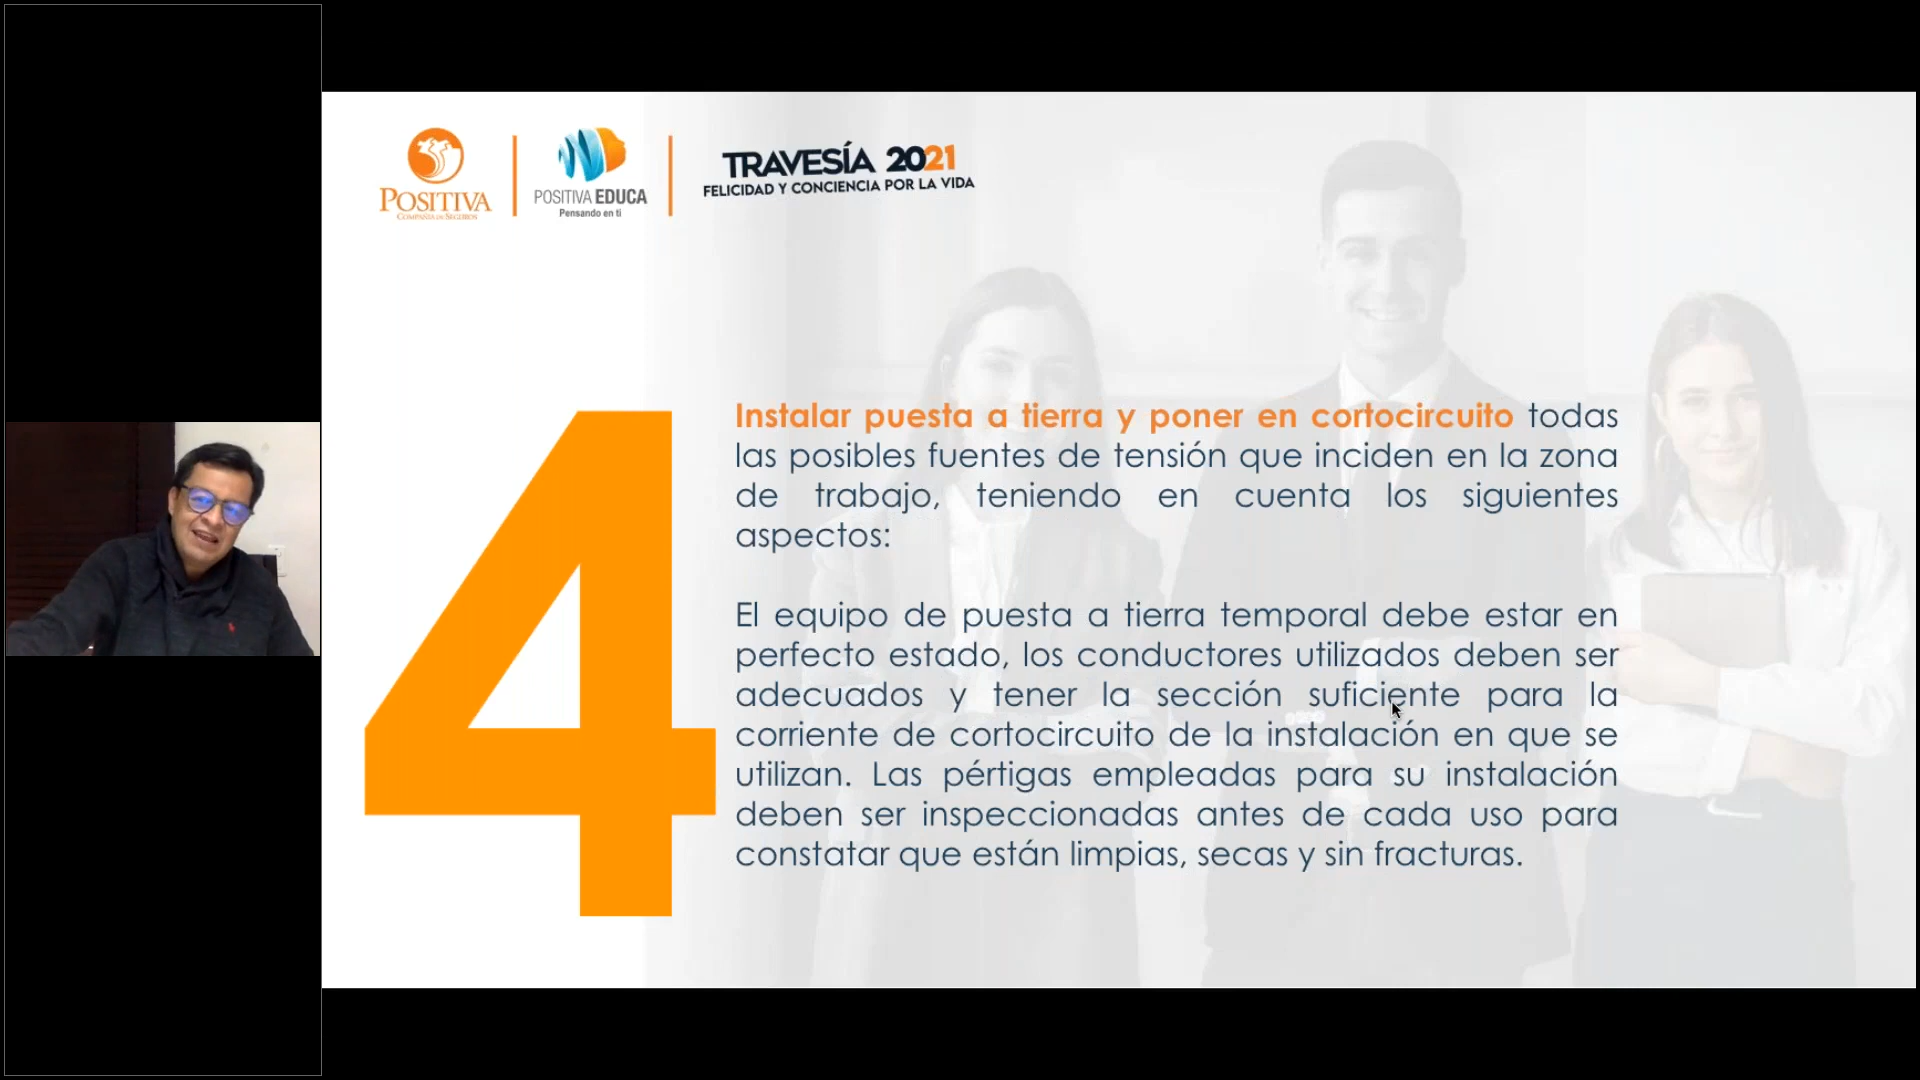 POSITIVA
COMPAÑÍA DE SEGUROS
POSITIVA EDUCA
Pensando en ti
TRAVESÍA 2021
FELICIDAD Y CONCIENCIA POR LA VIDA
4
Instalar puesta a tierra y poner en cortocircuito todas
las posibles fuentes de tensión que inciden en la zona
de trabajo, teniendo en cuenta los siguientes
aspectos:
El equipo de puesta a tierra temporal debe estar en
perfecto estado, los conductores utilizados deben ser
adecuados y tener la sección suficiente para la
corriente de cortocircuito de la instalación en que se
utilizan. Las pértigas empleadas para su instalación
deben ser inspeccionadas antes de cada uso para
constatar que están limpias, secas y sin fracturas.